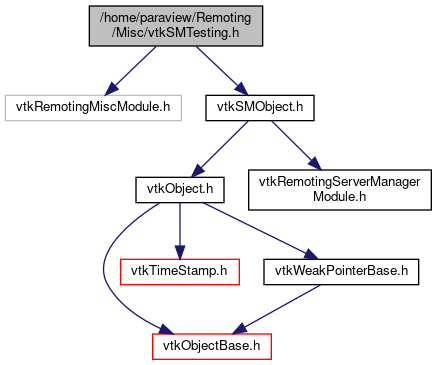 /home/paraview/Remoting
/Misc/vtkSMTesting.h
vtkRemotingMiscModule.h
vtkSMObject.h
vtkObject.h
vtkRemotingServerManager
Module.h
vtkTimeStamp.h
vtkWeakPointerBase.h
vtkObjectBase.h